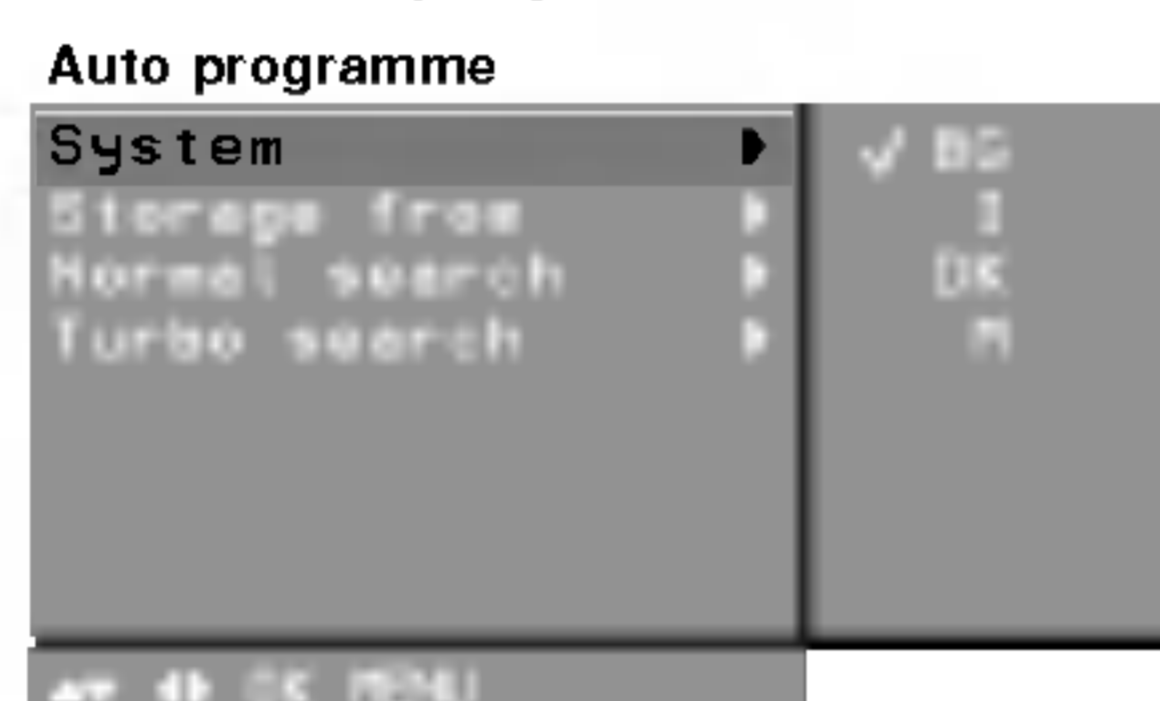 Auto programme
System ▶ ✓ BG
Storage from ▶ I
Normal search ▶ DK
Turbo search ▶ M
▲▼ ◀▶ OK MENU